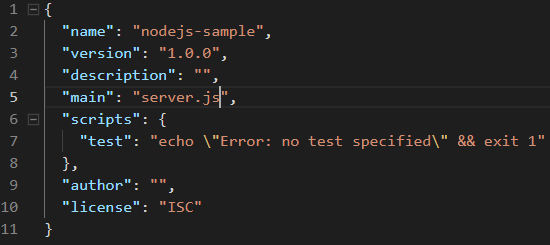 1 {
2 "name": "nodejs-sample",
3 "version": "1.0.0",
4 "description": "",
5 "main": "server.js",
6 "scripts": {
7 "test": "echo \"Error: no test specified\" && exit 1"
8 },
9 "author": "",
10 "license": "ISC"
11 }